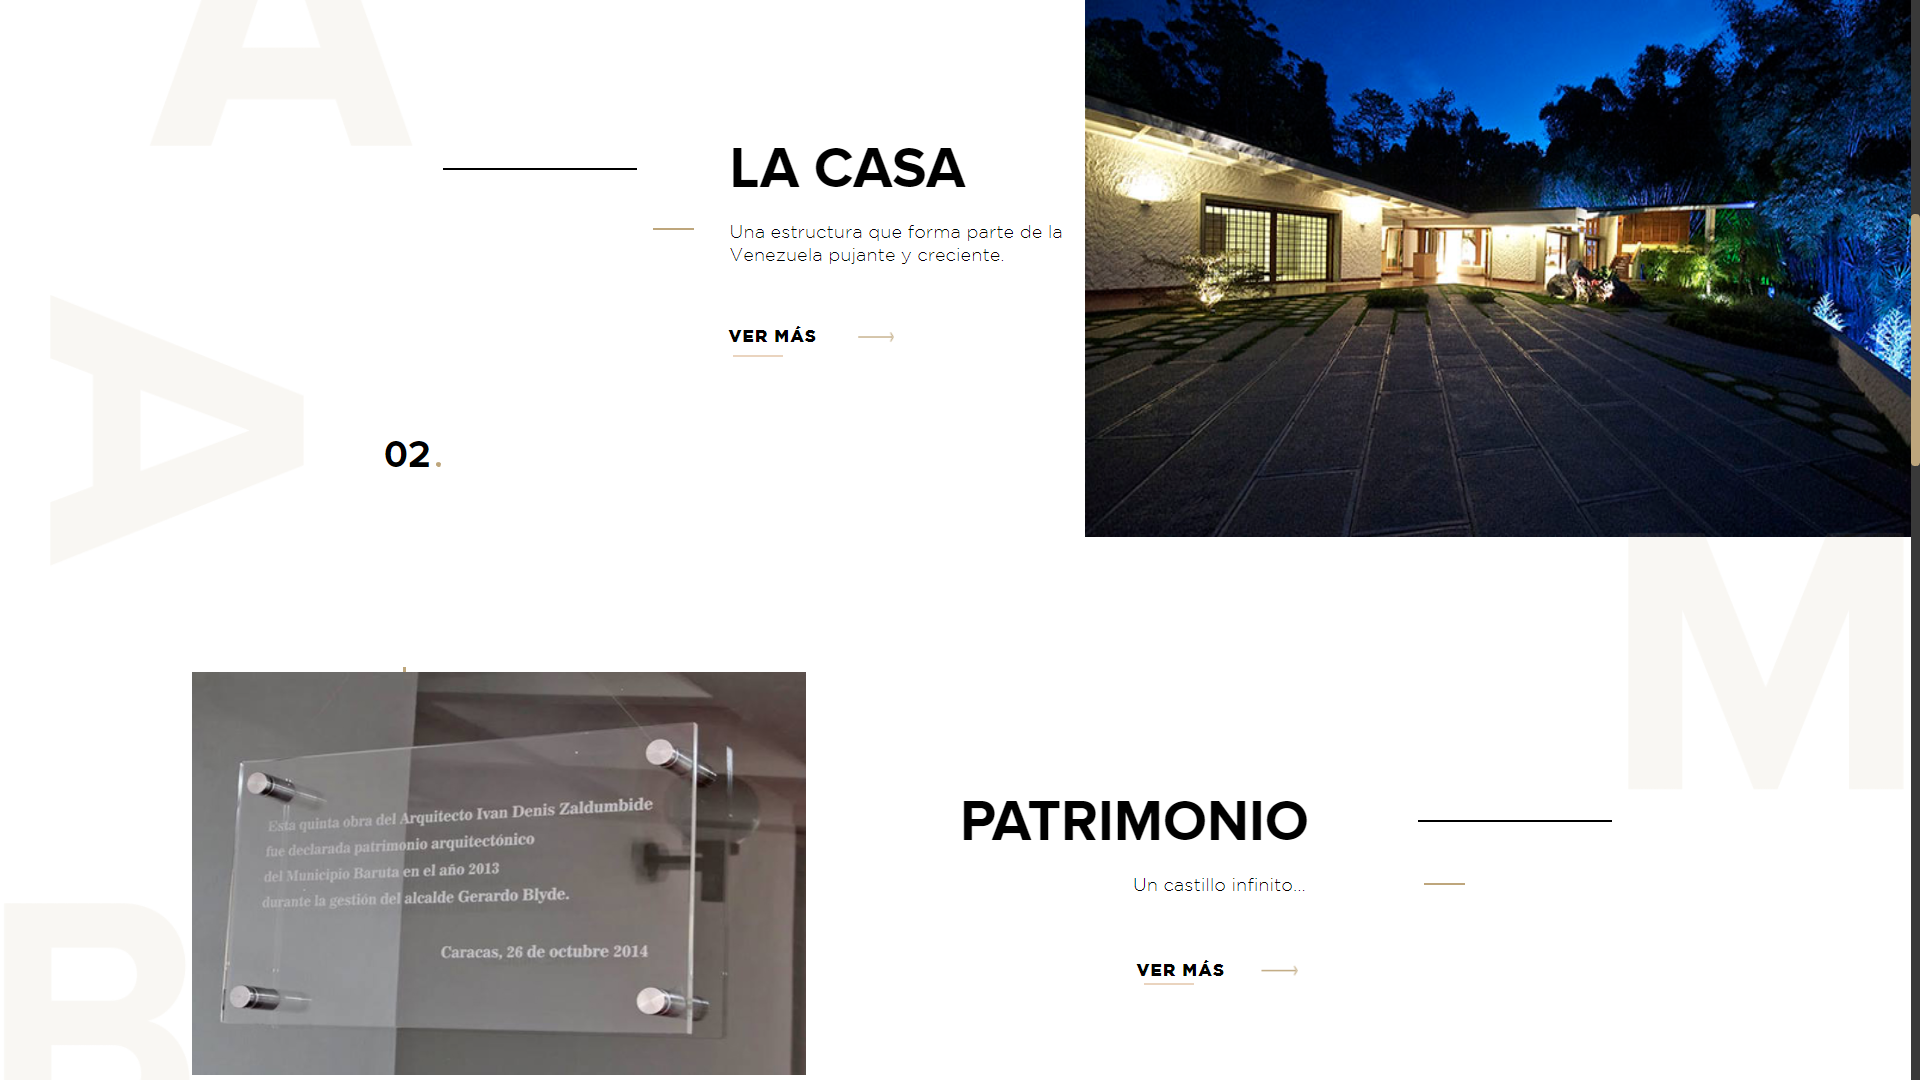 A
LA CASA
Una estructura que forma parte de la
Venezuela pujante y creciente.
VER MÁS
A
02.
M
Esta quinta obra del Arquitecto Ivan Denis Zaldumbide
fue declarada patrimonio arquitectónico
del Municipio Baruta en el año 2013
durante la gestión del alcalde Gerardo Blyde.
Caracas, 26 de octubre 2014
PATRIMONIO
Un castillo infinito...
VER MÁS
B